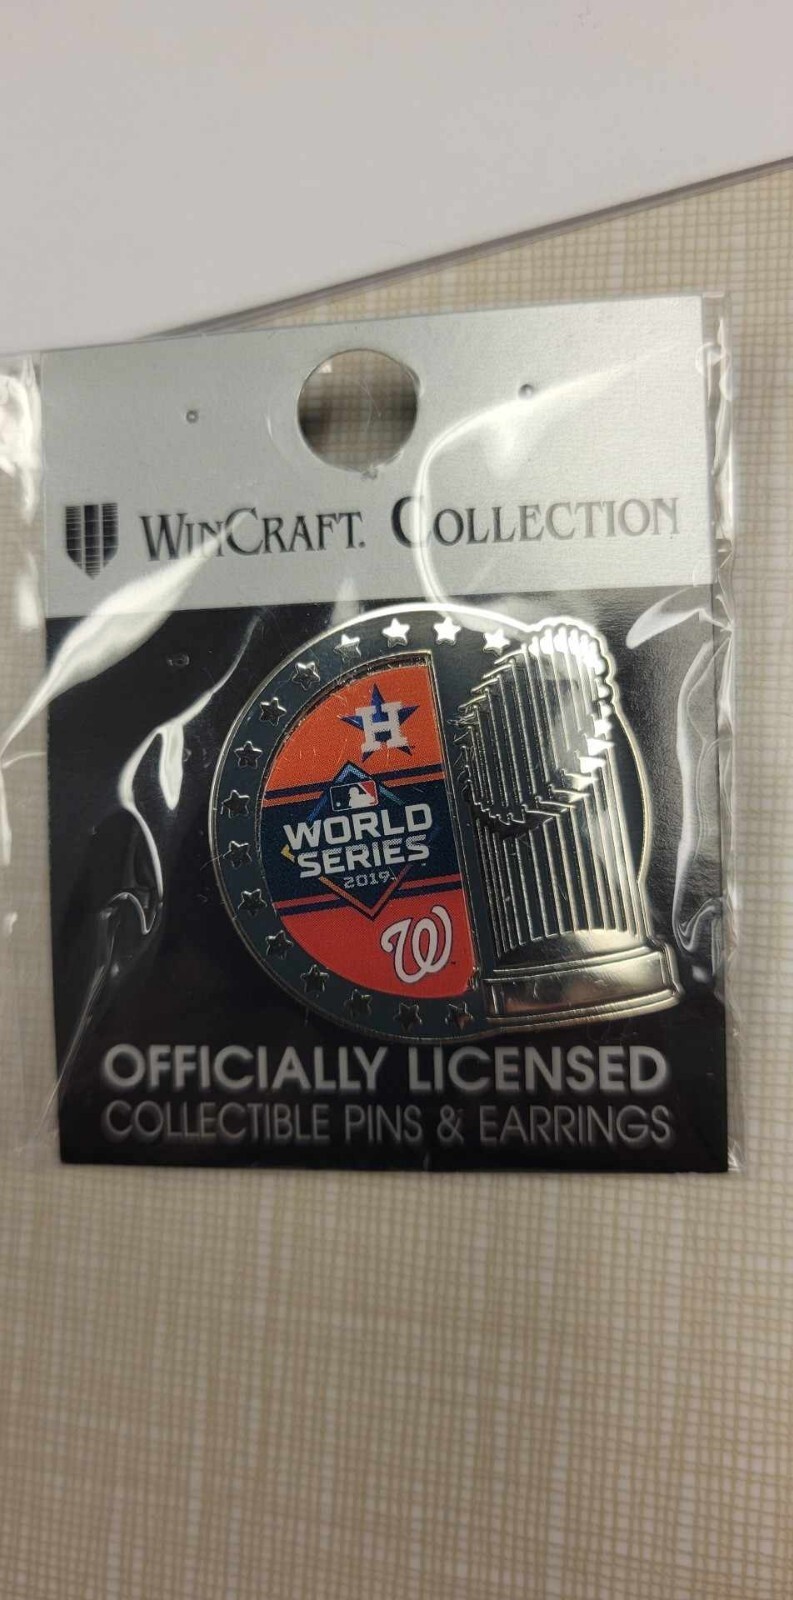 WINCRAFT. COLLECTION
H
WORLD
SERIES
2019
W
OFFICIALLY LICENSED
COLLECTIBLE PINS & EARRINGS